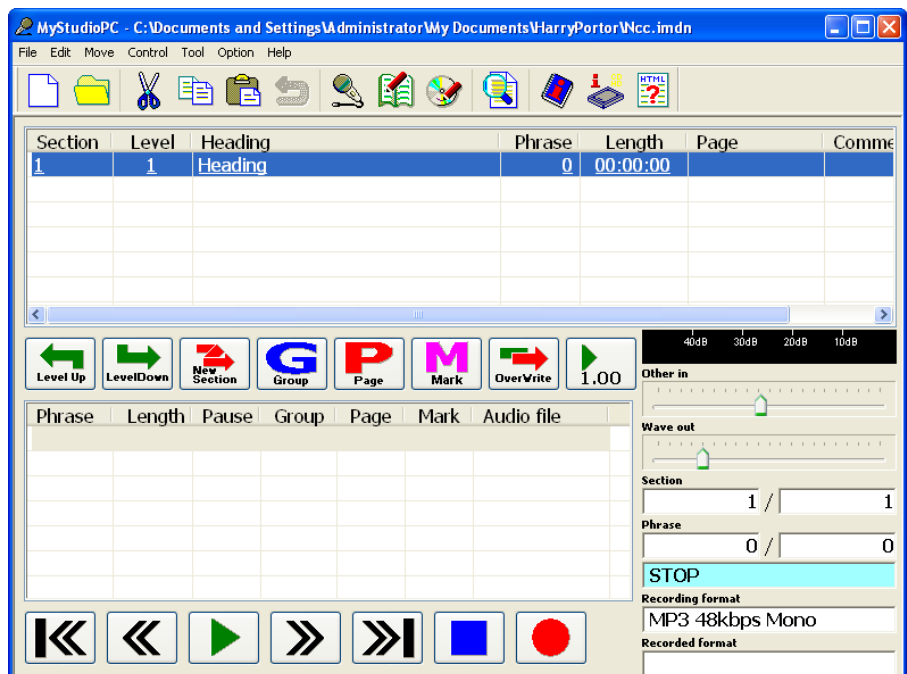 MyStudioPC - C:\Documents and Settings\Administrator\My Documents\HarryPortor\Ncc.imdn
File Edit Move Control Tool Option Help
HTML
Section Level Heading Phrase Length Page Comme
1 1 Heading 0 00:00:00
40dB 30dB 20dB 10dB
Level Up LevelDown New Section G Group P Page M Mark OverWrite 1.00
Other in
Phrase Length Pause Group Page Mark Audio file
Wave out
Section
1 / 1
Phrase
0 / 0
STOP
Recording format
MP3 48kbps Mono
Recorded format